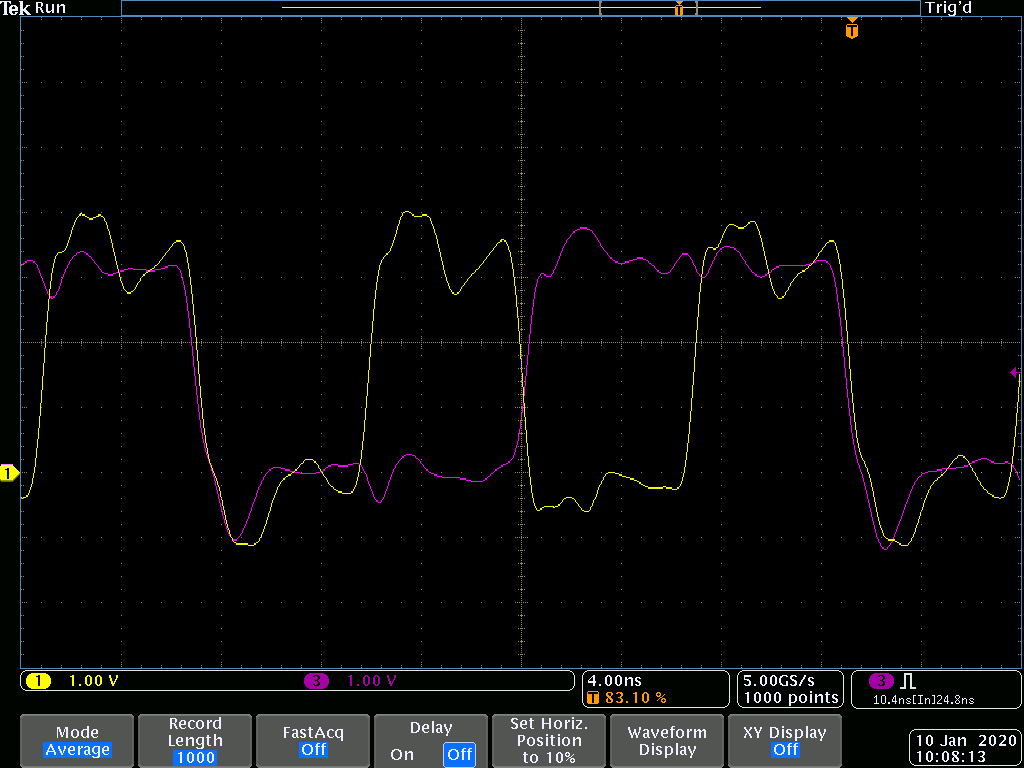 Tek Run Trig'd
T
T
1
1 1.00 V 3 1.00 V
4.00ns
T 83.10 %
5.00GS/s
1000 points
3
10.4ns[In]24.8ns
Mode
Average
Record
Length
1000
FastAcq
Off
Delay
On Off
Set Horiz.
Position
to 10%
Waveform
Display
XY Display
Off
10 Jan 2020
10:08:13